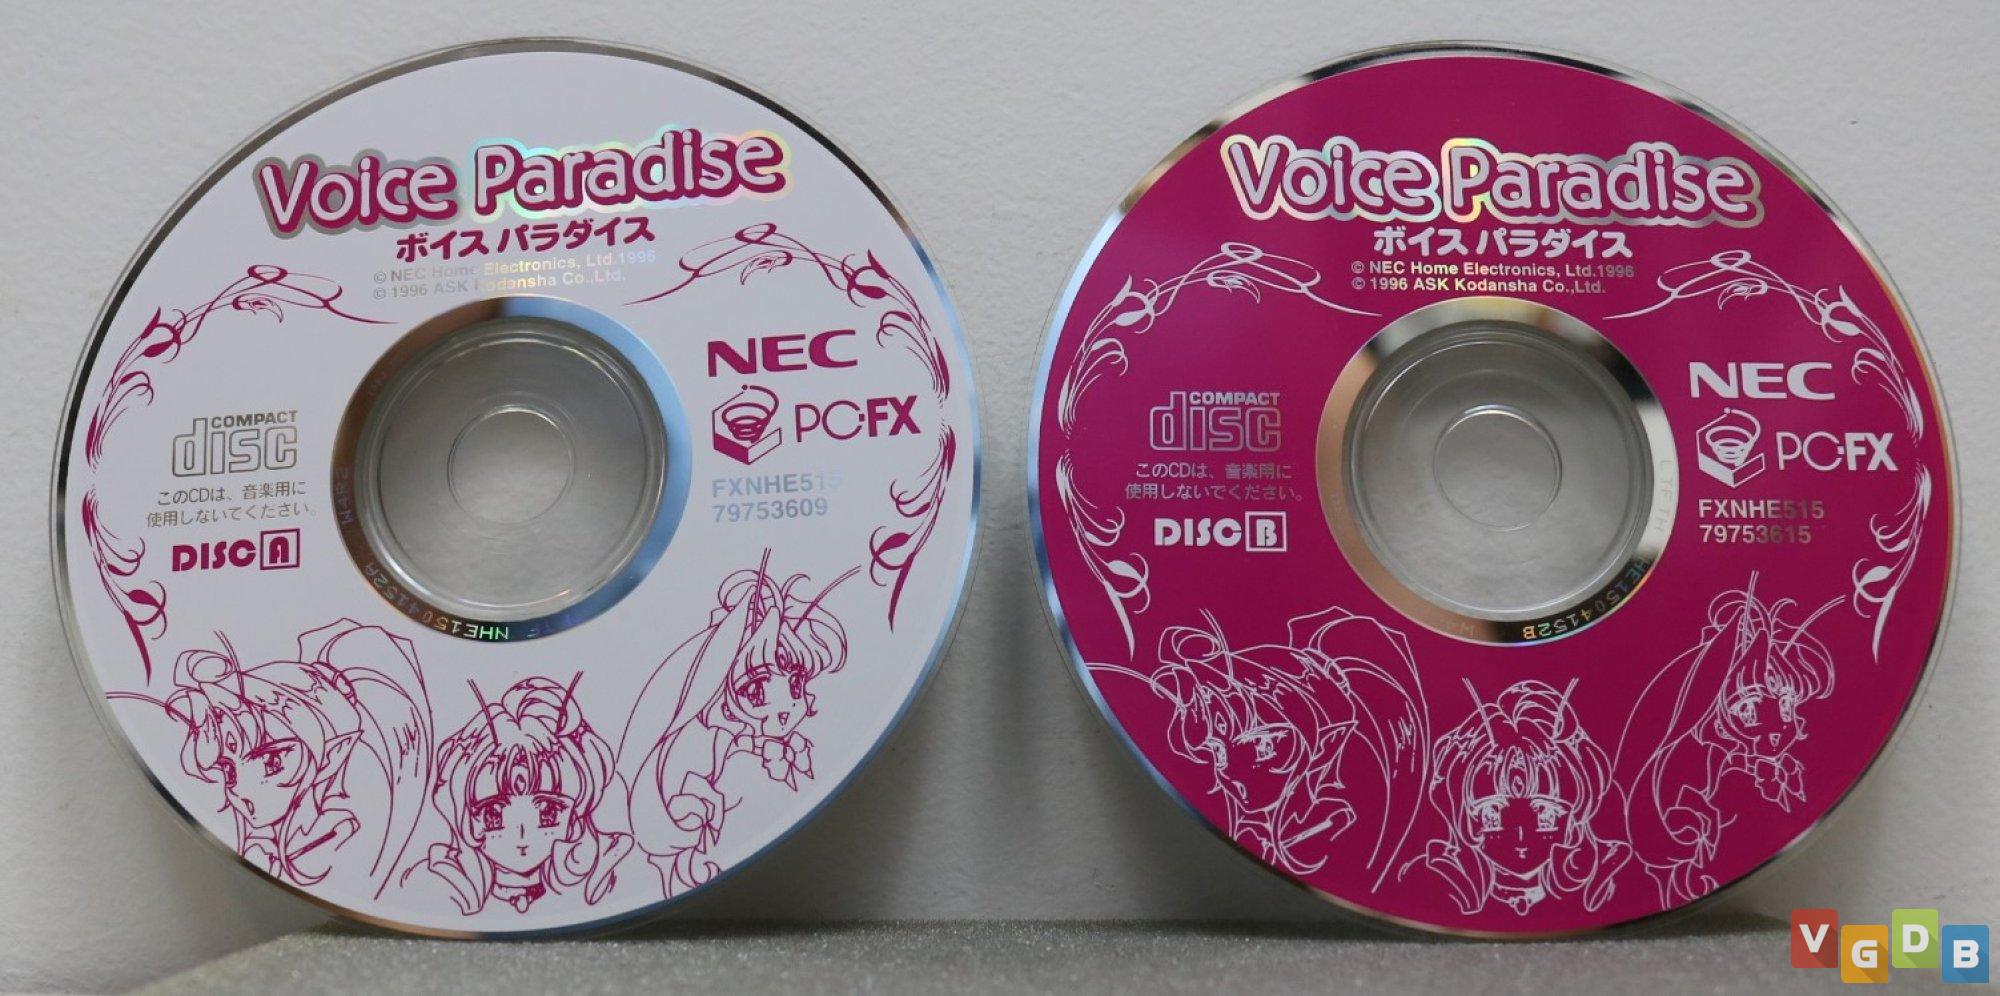 Voice Paradise
ボイス パラダイス
© NEC Home Electronics, Ltd.1996
© 1996 ASK Kodansha Co.,Ltd.
NEC
PC-FX
COMPACT
disc
このCDは、音楽用に
使用しないでください。
DISC A
FXNHE515
79753609
NHE1504152A
Voice Paradise
ボイス パラダイス
© NEC Home Electronics, Ltd.1996
© 1996 ASK Kodansha Co.,Ltd.
NEC
PC-FX
COMPACT
disc
このCDは、音楽用に
使用しないでください。
DISC B
FXNHE515
79753615
NHE1504152B
VGDB